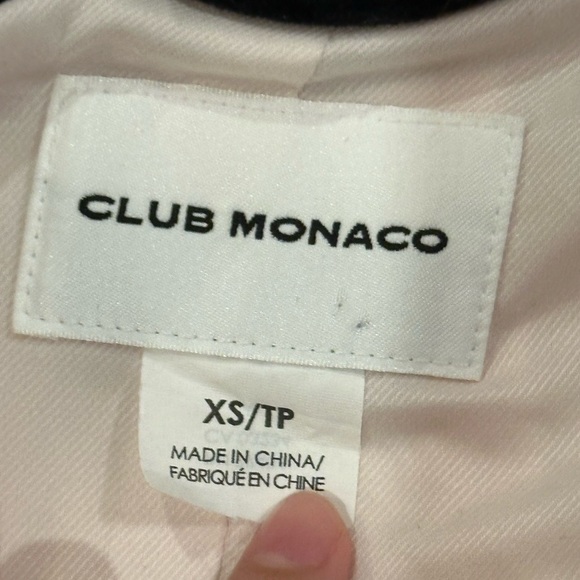 CLUB MONACO
XS/TP
MADE IN CHINA/
FABRIQUÉ EN CHINE